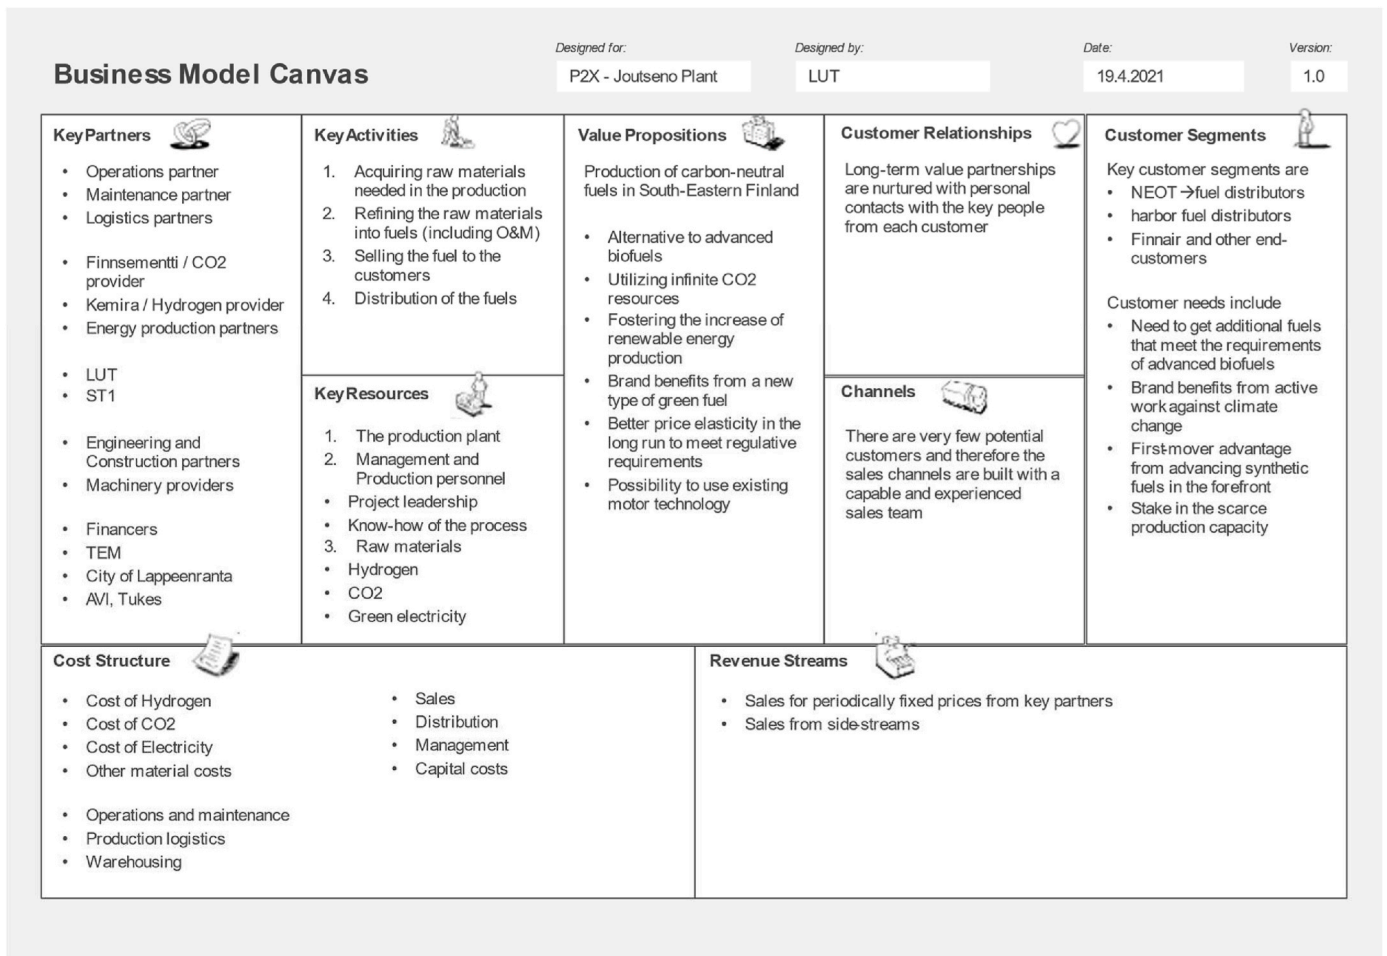 Business Model Canvas
Designed for:
P2X - Joutseno Plant
Designed by:
LUT
Date:
19.4.2021
Version:
1.0
Key Partners
• Operations partner
• Maintenance partner
• Logistics partners
• Finnsementti / CO2
provider
• Kemira / Hydrogen provider
• Energy production partners
• LUT
• ST1
• Engineering and
Construction partners
• Machinery providers
• Financers
• TEM
• City of Lappeenranta
• AVI, Tukes
Key Activities
1. Acquiring raw materials
needed in the production
2. Refining the raw materials
into fuels (including O&M)
3. Selling the fuel to the
customers
4. Distribution of the fuels
Key Resources
1. The production plant
2. Management and
Production personnel
• Project leadership
• Know-how of the process
3. Raw materials
• Hydrogen
• CO2
• Green electricity
Value Propositions
Production of carbon-neutral
fuels in South-Eastern Finland
• Alternative to advanced
biofuels
• Utilizing infinite CO2
resources
• Fostering the increase of
renewable energy
production
• Brand benefits from a new
type of green fuel
• Better price elasticity in the
long run to meet regulative
requirements
• Possibility to use existing
motor technology
Customer Relationships
Long-term value partnerships
are nurtured with personal
contacts with the key people
from each customer
Channels
There are very few potential
customers and therefore the
sales channels are built with a
capable and experienced
sales team
Customer Segments
Key customer segments are
• NEOT →fuel distributors
• harbor fuel distributors
• Finnair and other end-
customers
Customer needs include
• Need to get additional fuels
that meet the requirements
of advanced biofuels
• Brand benefits from active
work against climate
change
• First-mover advantage
from advancing synthetic
fuels in the forefront
• Stake in the scarce
production capacity
Cost Structure
• Cost of Hydrogen
• Cost of CO2
• Cost of Electricity
• Other material costs
• Operations and maintenance
• Production logistics
• Warehousing
• Sales
• Distribution
• Management
• Capital costs
Revenue Streams
• Sales for periodically fixed prices from key partners
• Sales from side-streams